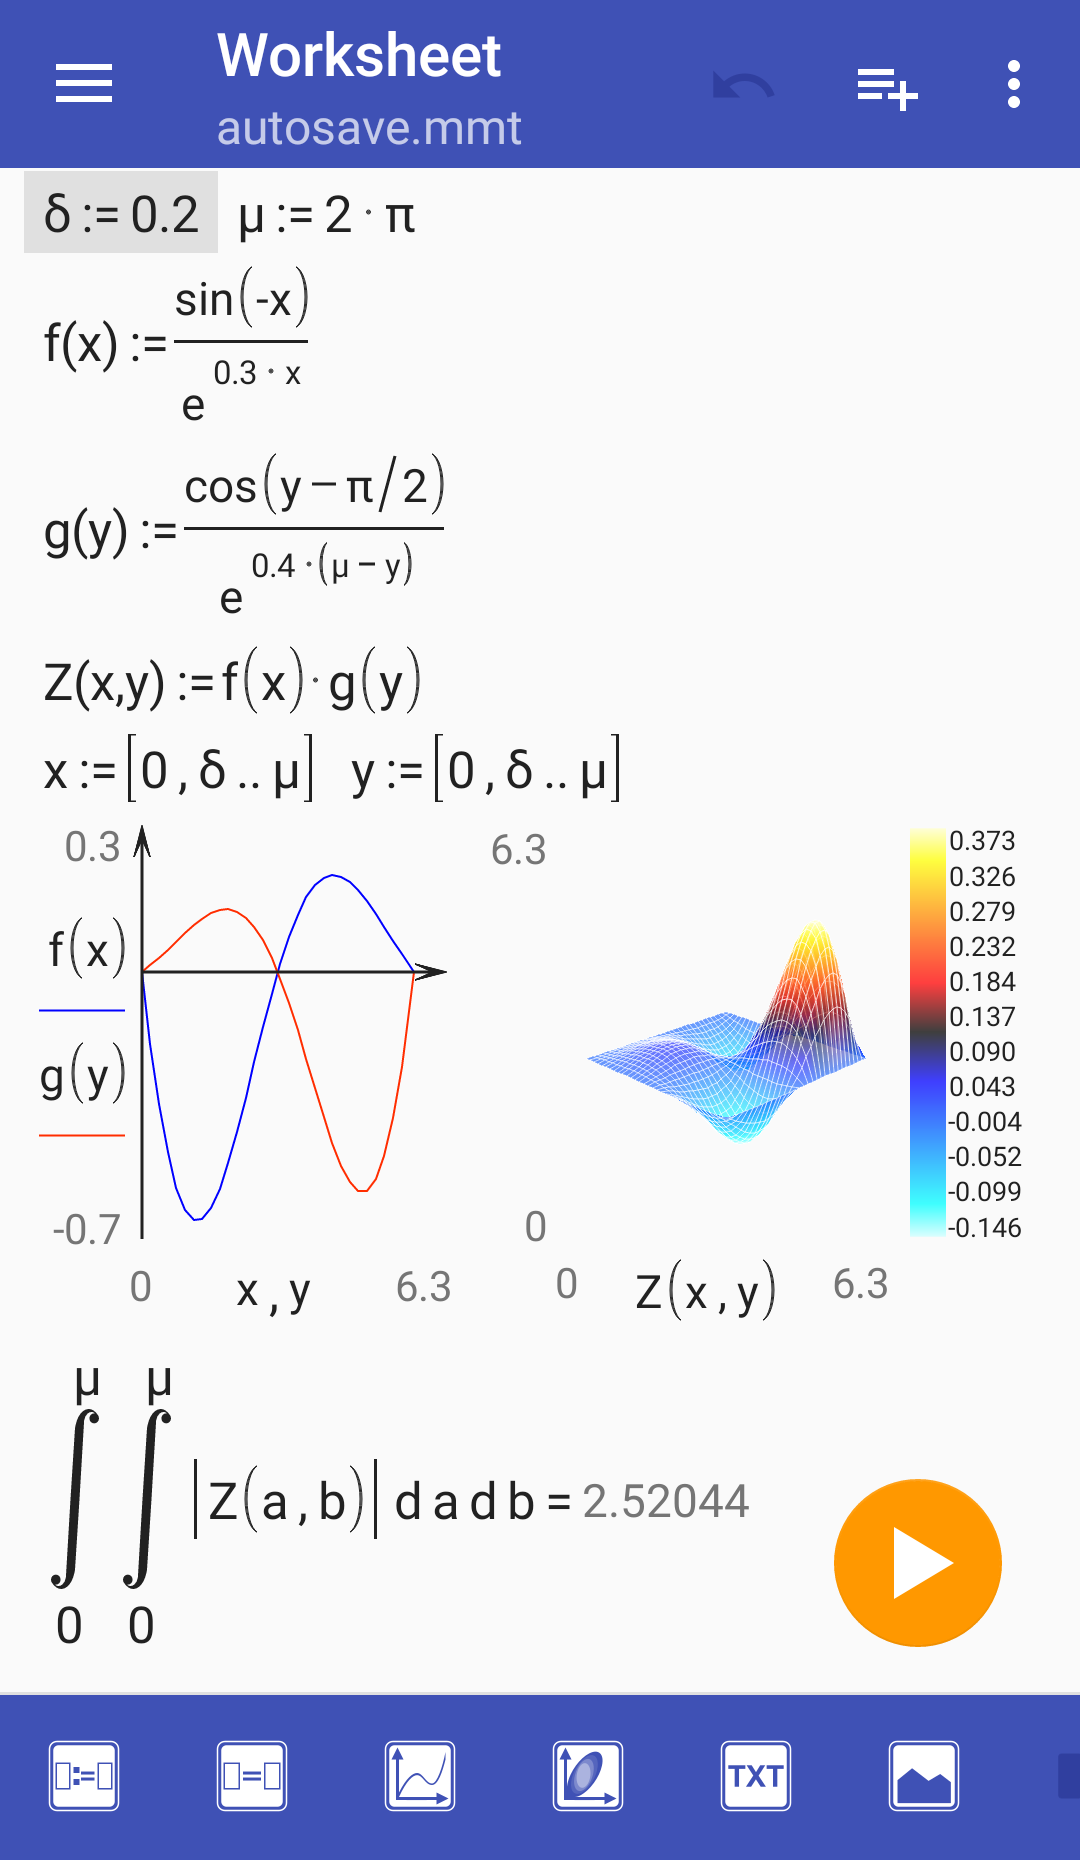 Worksheet
autosave.mmt
δ := 0.2 μ := 2 · π
f(x) := sin(-x) / e^(0.3 · x)
g(y) := cos(y − π/2) / e^(0.4 · (μ − y))
Z(x,y) := f(x) · g(y)
x := [0 , δ .. μ] y := [0 , δ .. μ]
0.3
f(x)
g(y)
-0.7
0 x , y 6.3
6.3
0
0 Z(x , y) 6.3
0.373
0.326
0.279
0.232
0.184
0.137
0.090
0.043
-0.004
-0.052
-0.099
-0.146
μ μ
∫ ∫ |Z(a , b)| d a d b = 2.52044
0 0
▯:=▯ ▯=▯ TXT